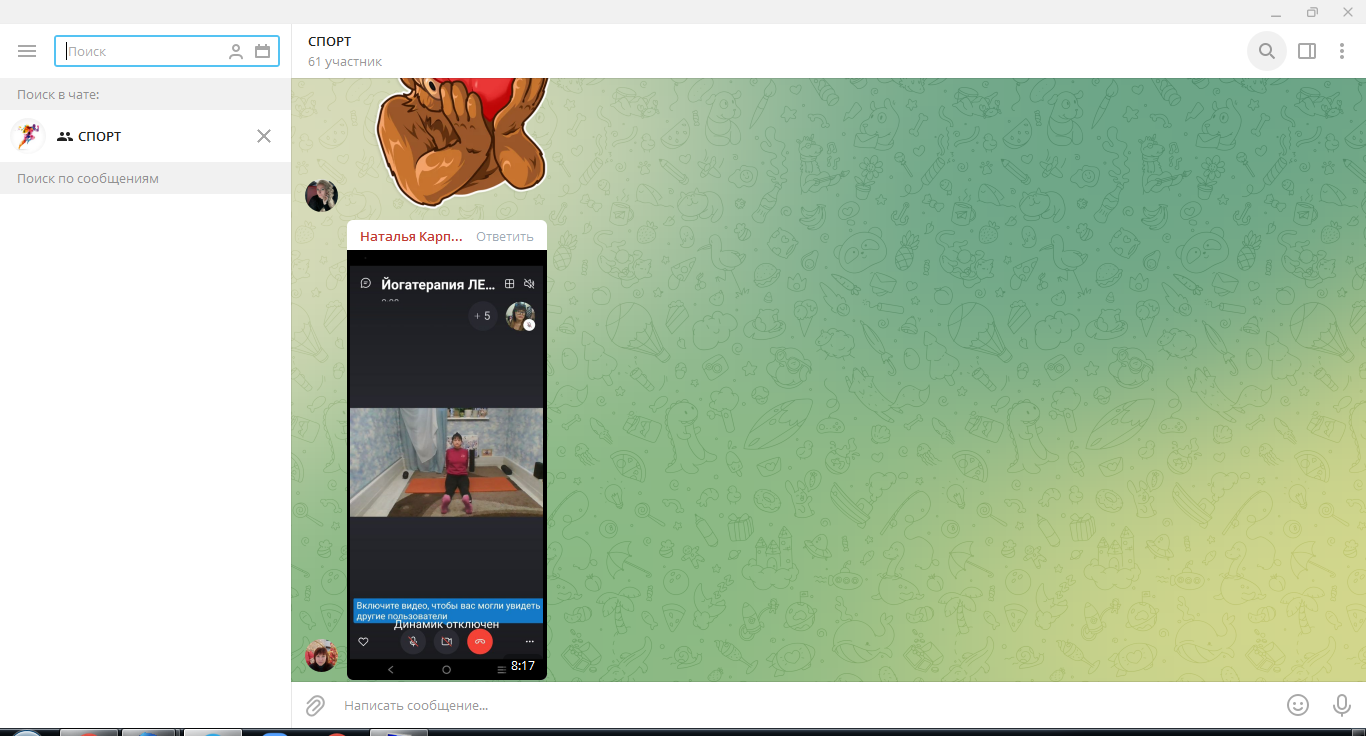 Поиск
Поиск в чате:
СПОРТ
Поиск по сообщениям
СПОРТ
61 участник
Наталья Карп... Ответить
Йогатерапия ЛЕ...
+ 5
Включите видео, чтобы вас могли увидеть
другие пользователи
Динамик отключен
8:17
Написать сообщение...